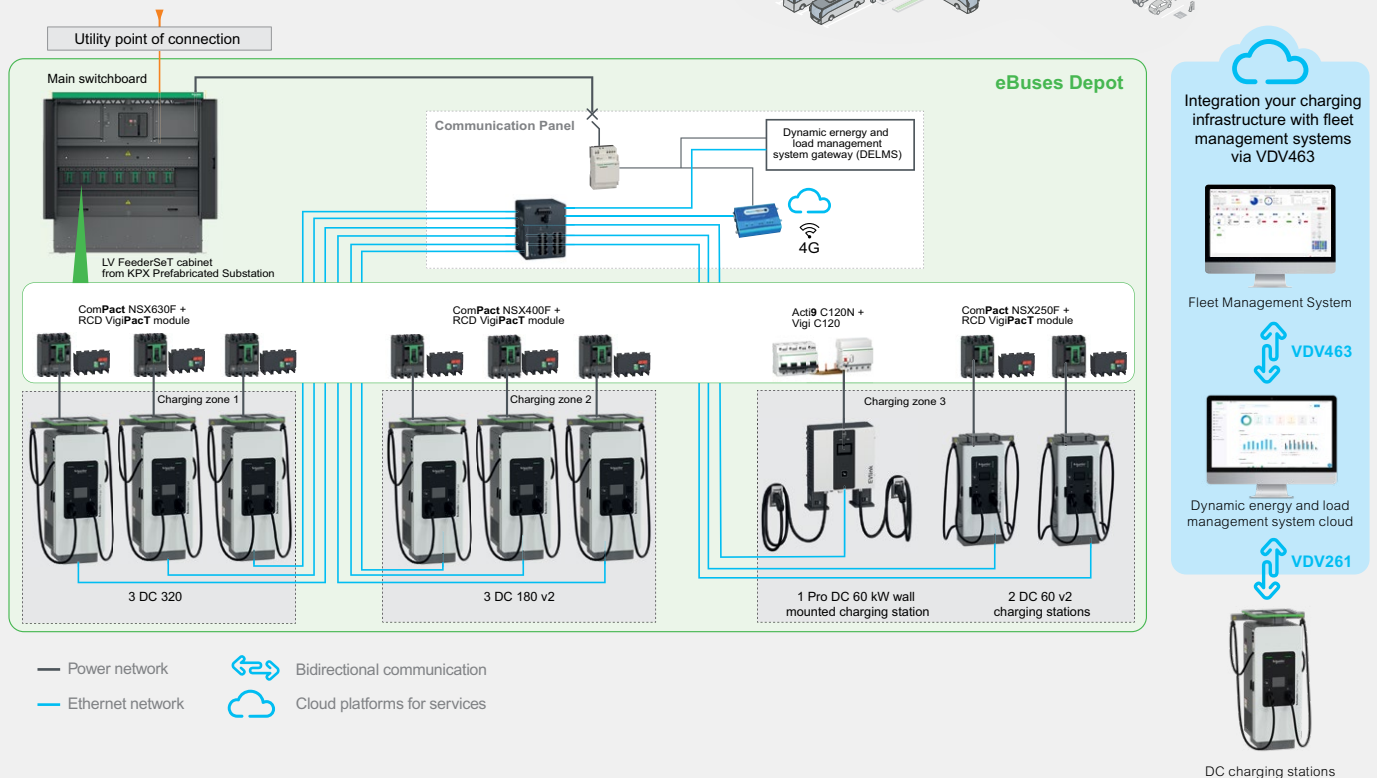 Utility point of connection
Main switchboard
eBuses Depot
Communication Panel
Dynamic ernergy and
load management
system gateway (DELMS)
4G
LV FeederSeT cabinet
from KPX Prefabricated Substation
ComPact NSX630F +
RCD VigiPacT module
ComPact NSX400F +
RCD VigiPacT module
Acti9 C120N +
Vigi C120
ComPact NSX250F +
RCD VigiPacT module
Charging zone 1
Charging zone 2
Charging zone 3
EVlink
3 DC 320
3 DC 180 v2
1 Pro DC 60 kW wall
mounted charging station
2 DC 60 v2
charging stations
Power network
Bidirectional communication
Ethernet network
Cloud platforms for services
Integration your charging
infrastructure with fleet
management systems
via VDV463
Fleet Management System
VDV463
Dynamic energy and load
management system cloud
VDV261
DC charging stations